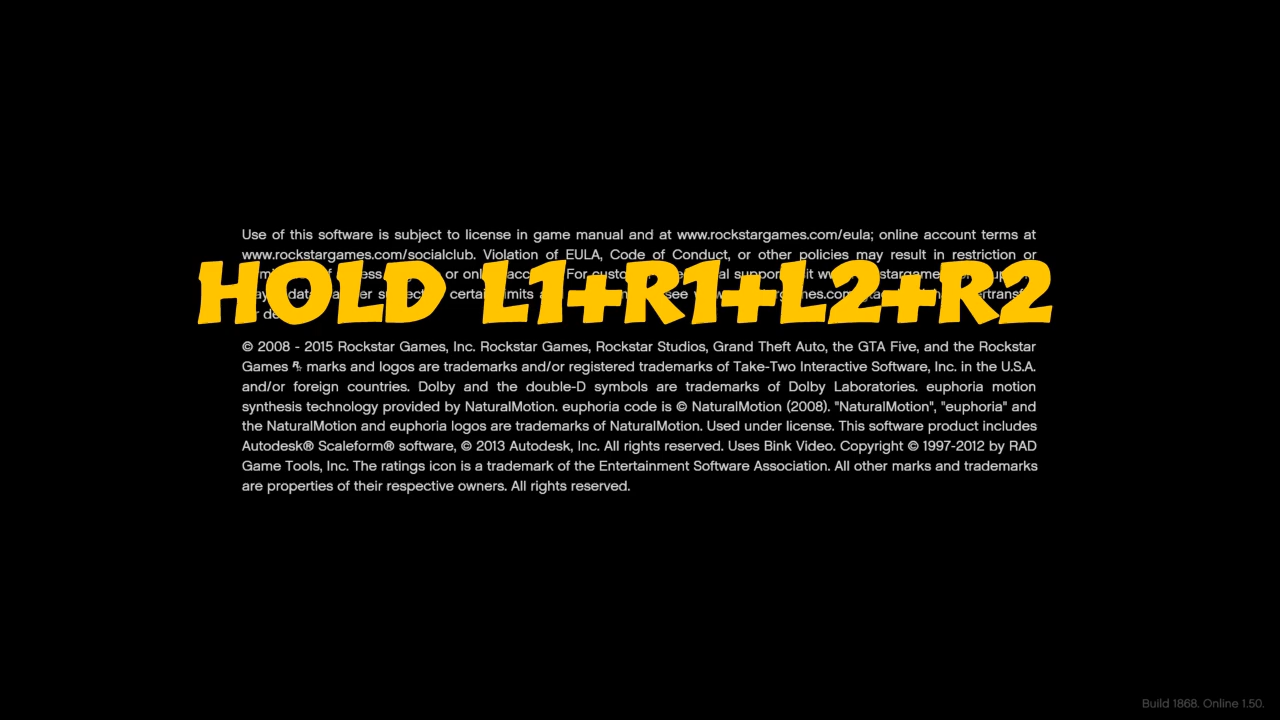 Use of this software is subject to license in game manual and at www.rockstargames.com/eula; online account terms at
www.rockstargames.com/socialclub. Violation of EULA, Code of Conduct, or other policies may result in restriction or
of or For support
HOLD L1+R1+L2+R2
certain limits see
© 2008 - 2015 Rockstar Games, Inc. Rockstar Games, Rockstar Studios, Grand Theft Auto, the GTA Five, and the Rockstar
Games R* marks and logos are trademarks and/or registered trademarks of Take-Two Interactive Software, Inc. in the U.S.A.
and/or foreign countries. Dolby and the double-D symbols are trademarks of Dolby Laboratories. euphoria motion
synthesis technology provided by NaturalMotion. euphoria code is © NaturalMotion (2008). "NaturalMotion", "euphoria" and
the NaturalMotion and euphoria logos are trademarks of NaturalMotion. Used under license. This software product includes
Autodesk® Scaleform® software, © 2013 Autodesk, Inc. All rights reserved. Uses Bink Video. Copyright © 1997-2012 by RAD
Game Tools, Inc. The ratings icon is a trademark of the Entertainment Software Association. All other marks and trademarks
are properties of their respective owners. All rights reserved.
Build 1868. Online 1.50.